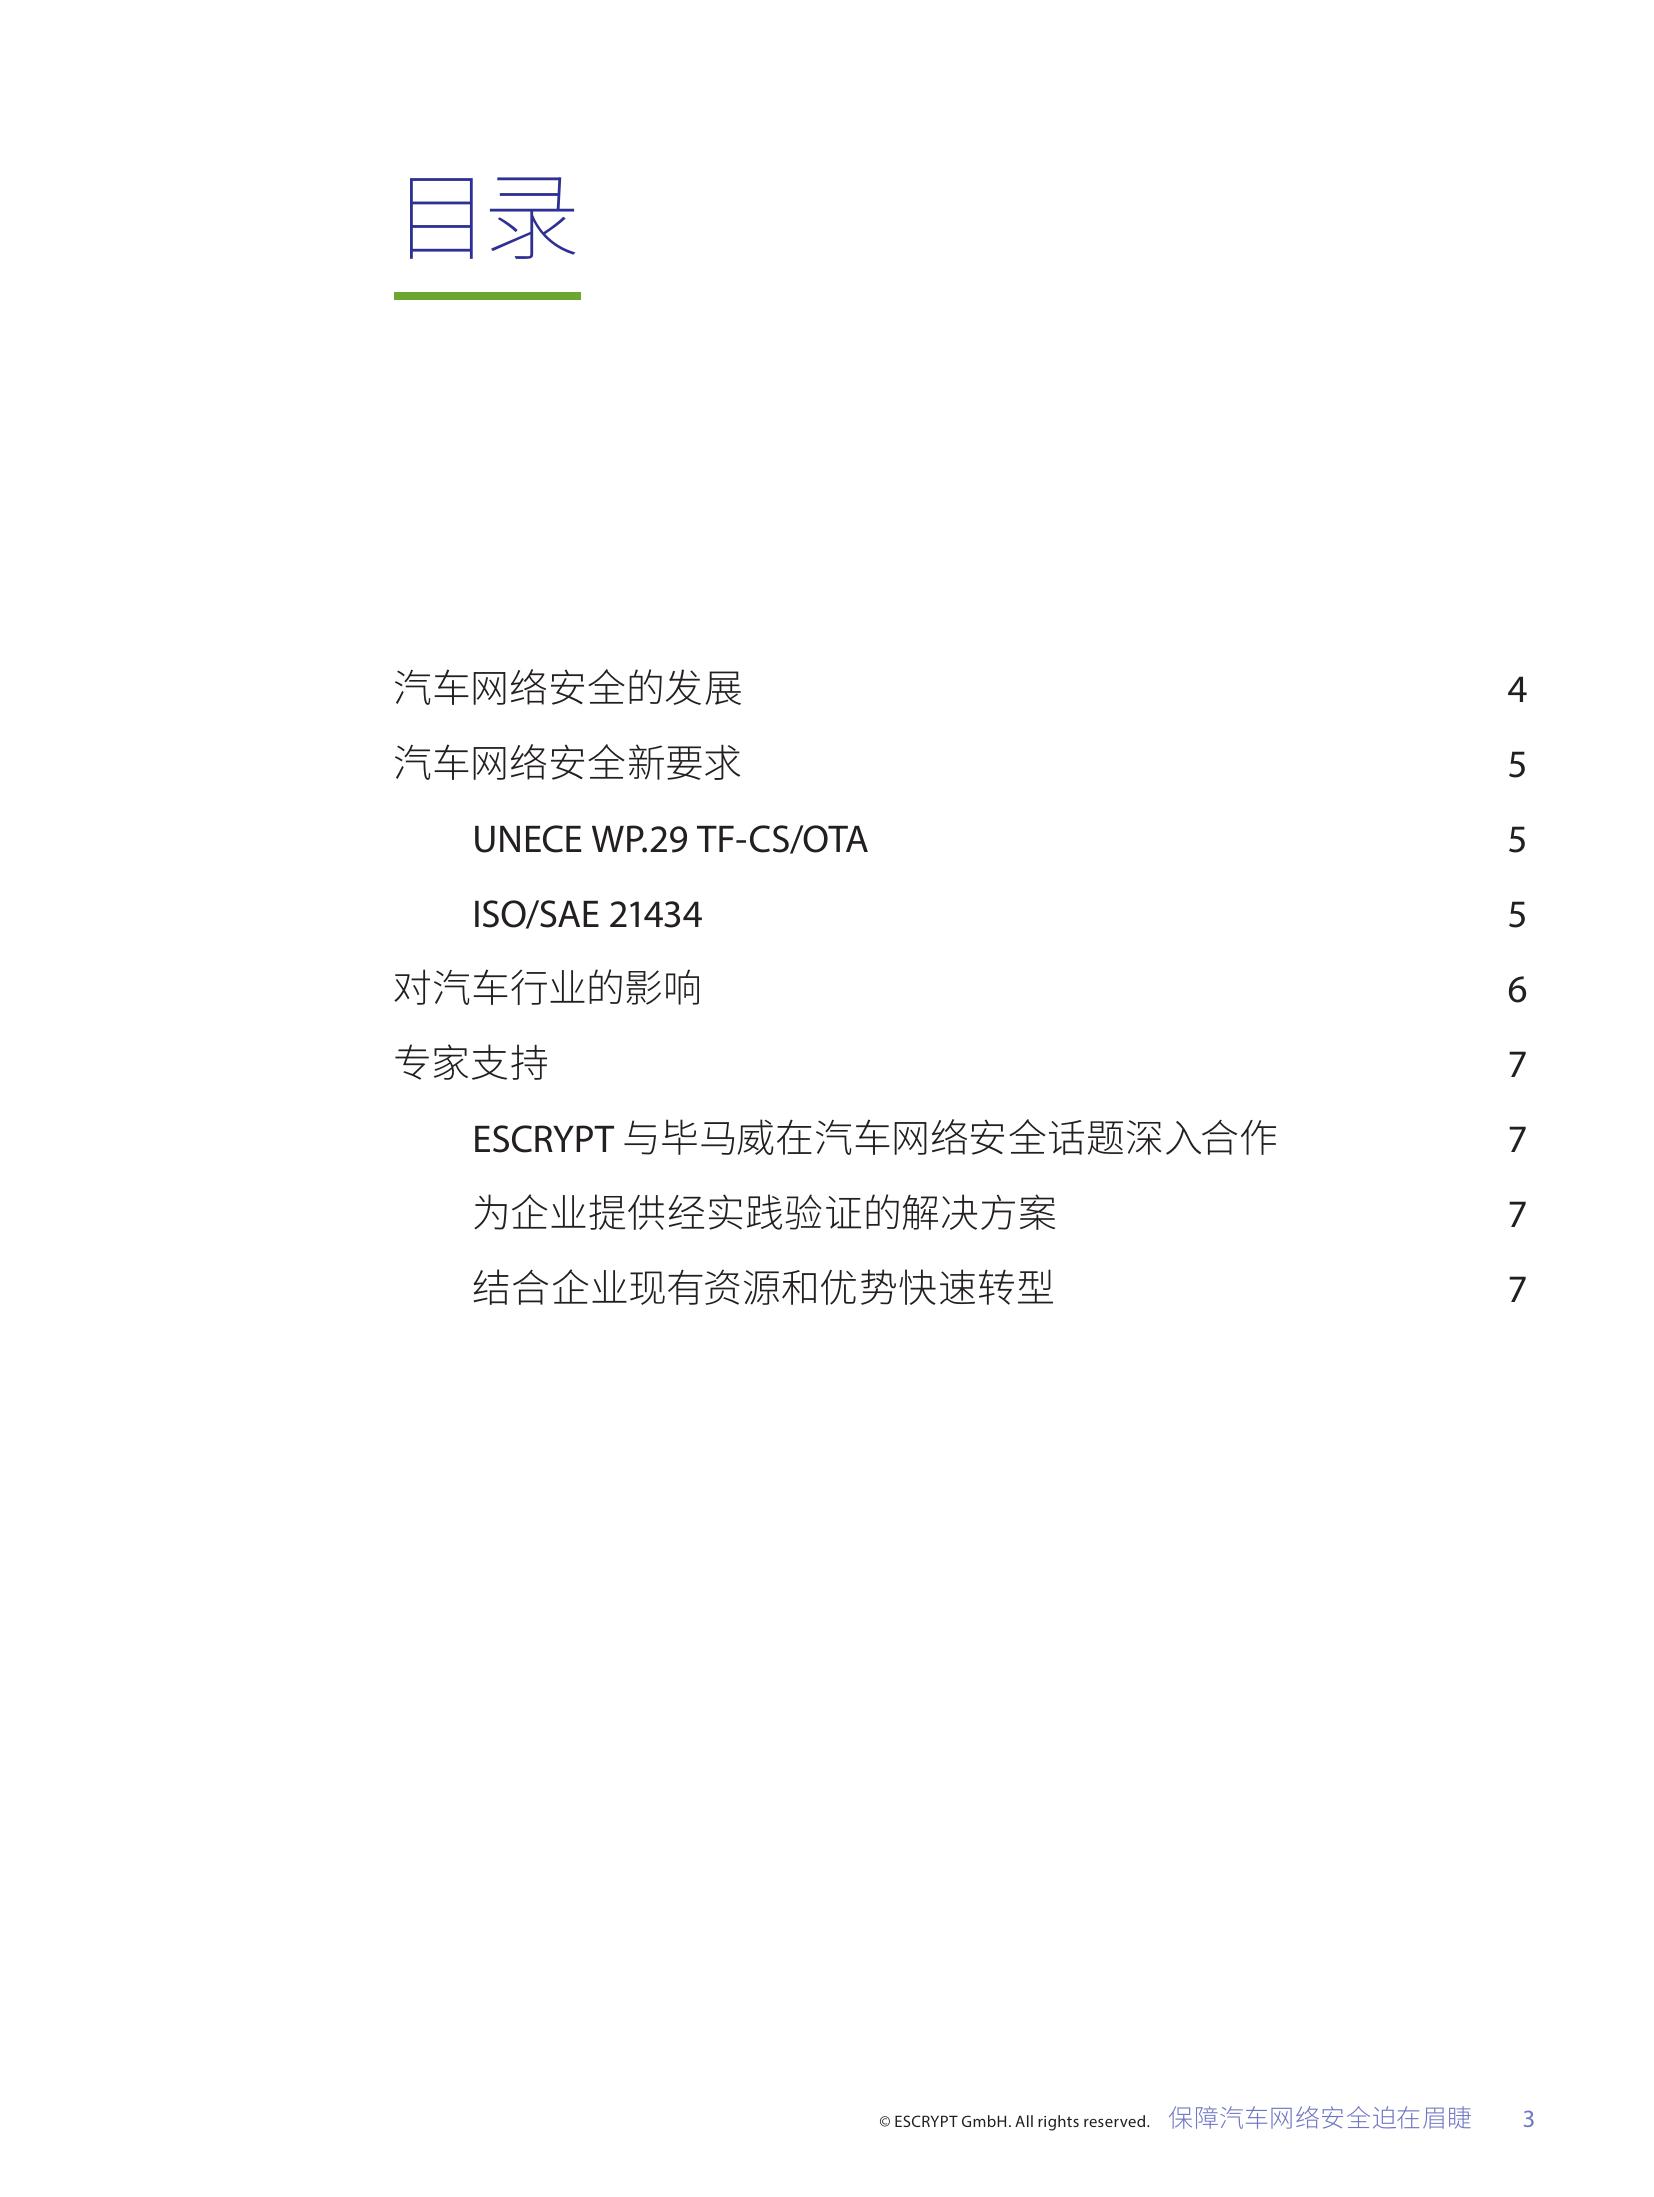 目录
汽车网络安全的发展 4
汽车网络安全新要求 5
UNECE WP.29 TF-CS/OTA 5
ISO/SAE 21434 5
对汽车行业的影响 6
专家支持 7
ESCRYPT 与毕马威在汽车网络安全话题深入合作 7
为企业提供经实践验证的解决方案 7
结合企业现有资源和优势快速转型 7
© ESCRYPT GmbH. All rights reserved. 保障汽车网络安全迫在眉睫 3